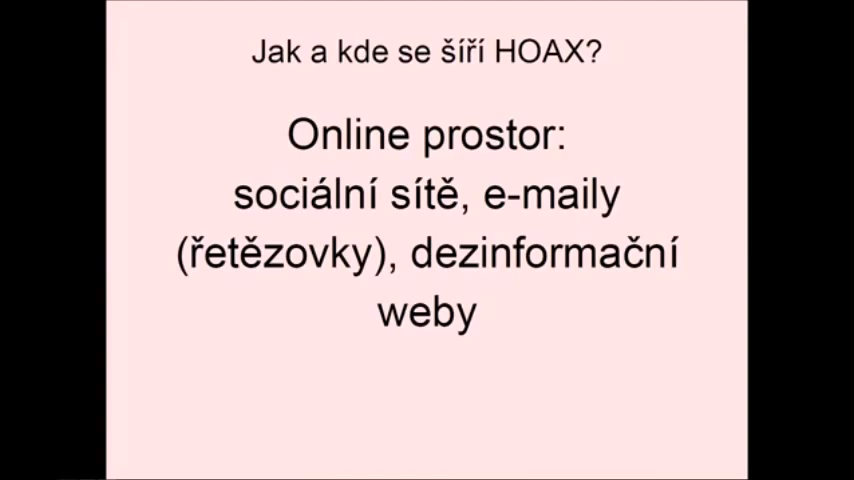 Jak a kde se šíří HOAX?
Online prostor:
sociální sítě, e-maily
(řetězovky), dezinformační
weby